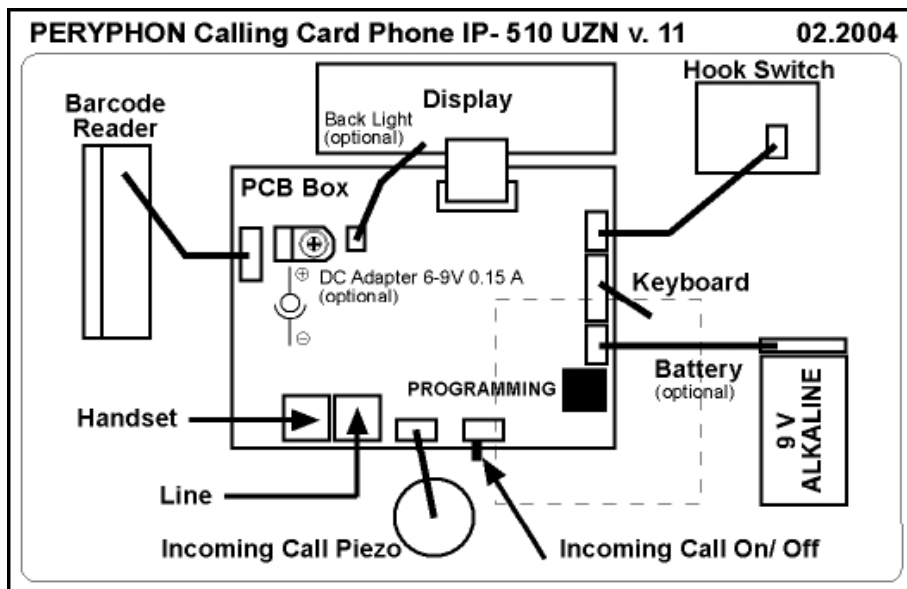 PERYPHON Calling Card Phone IP- 510 UZN v. 11 02.2004
Hook Switch
Barcode
Reader
Display
Back Light
(optional)
PCB Box
DC Adapter 6-9V 0.15 A
(optional)
Keyboard
Battery
(optional)
9 V
ALKALINE
PROGRAMMING
Handset
Line
Incoming Call Piezo
Incoming Call On/ Off